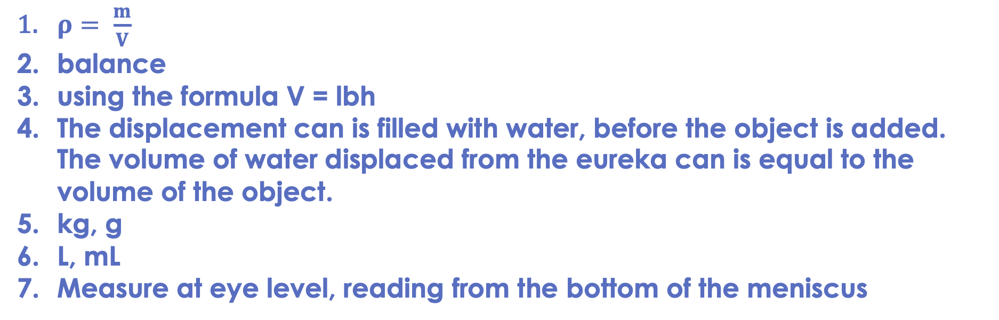 1. ρ = m/V
2. balance
3. using the formula V = lbh
4. The displacement can is filled with water, before the object is added.
The volume of water displaced from the eureka can is equal to the
volume of the object.
5. kg, g
6. L, mL
7. Measure at eye level, reading from the bottom of the meniscus